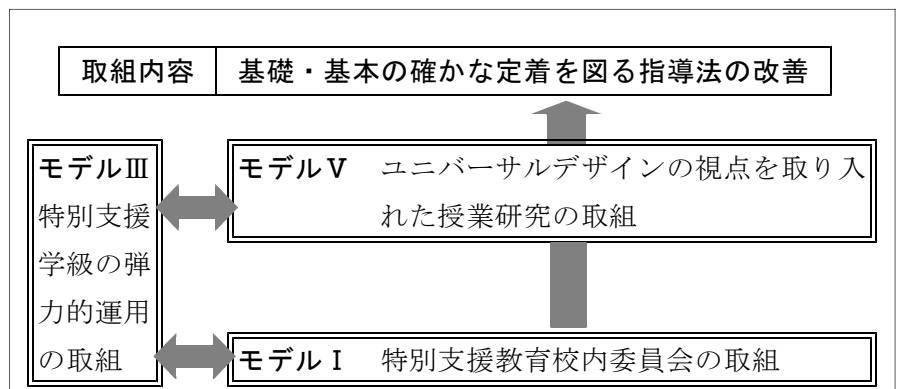 取組内容 基礎・基本の確かな定着を図る指導法の改善
モデルⅢ
特別支援
学級の弾
力的運用
の取組
モデルⅤ ユニバーサルデザインの視点を取り入
れた授業研究の取組
モデルⅠ 特別支援教育校内委員会の取組